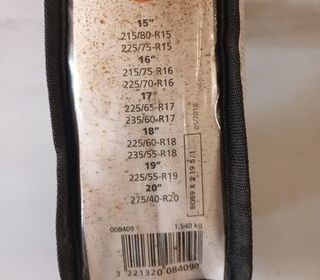 15"
215/80-R15
225/75-R15
16"
215/75-R16
225/70-R16
17"
225/65-R17
235/60-R17
18"
225/60-R18
235/55-R18
19"
225/55-R19
20"
275/40-R20
05/2016
008409
1,540 kg
3 221320 084090